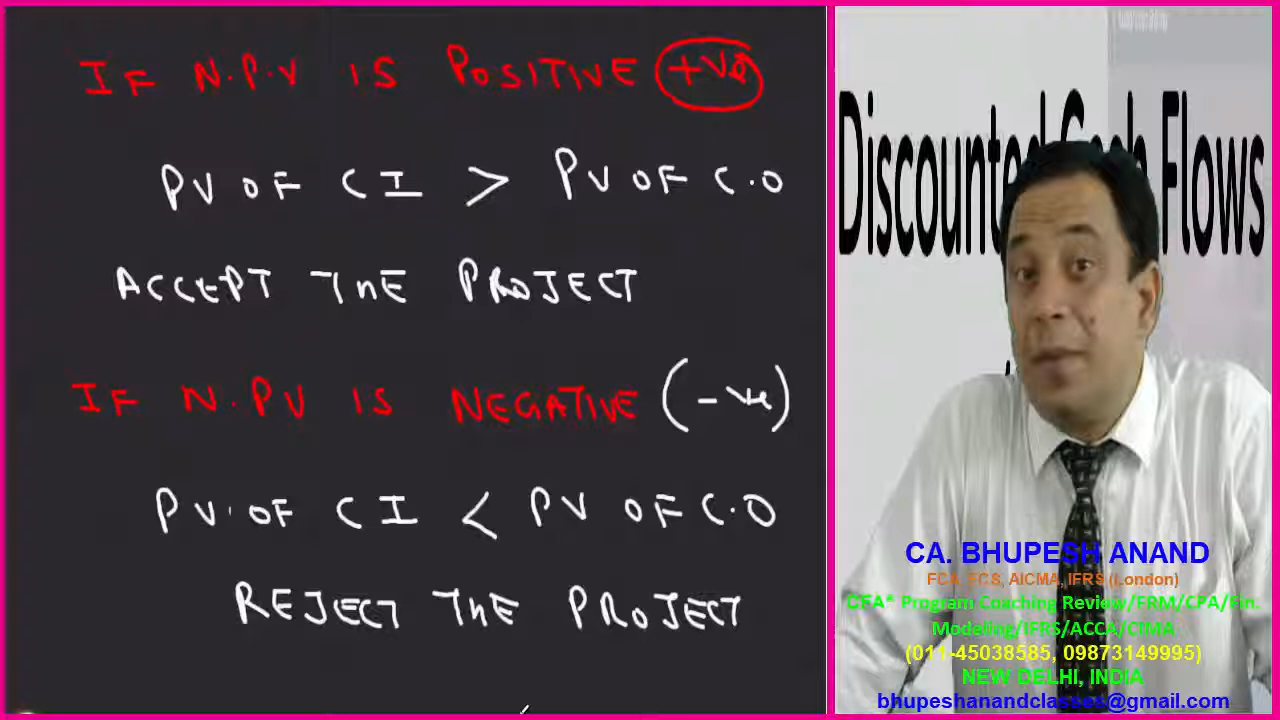 IF N.P.V IS POSITIVE +ve
PV OF CI > PV OF C.O
ACCEPT THE PROJECT
IF N.PV IS NEGATIVE (-ve)
PV. OF CI < PV OF C.O
REJECT THE PROJECT
Discounted Cash Flows
CA. BHUPESH ANAND
FCA, FCS, AICMA, IFRS (London)
CFA® Program Coaching Review/FRM/CPA/Fin.
Modeling/IFRS/ACCA/CIMA
(011-45038585, 09873149995)
NEW DELHI, INDIA
bhupeshanandclasses@gmail.com